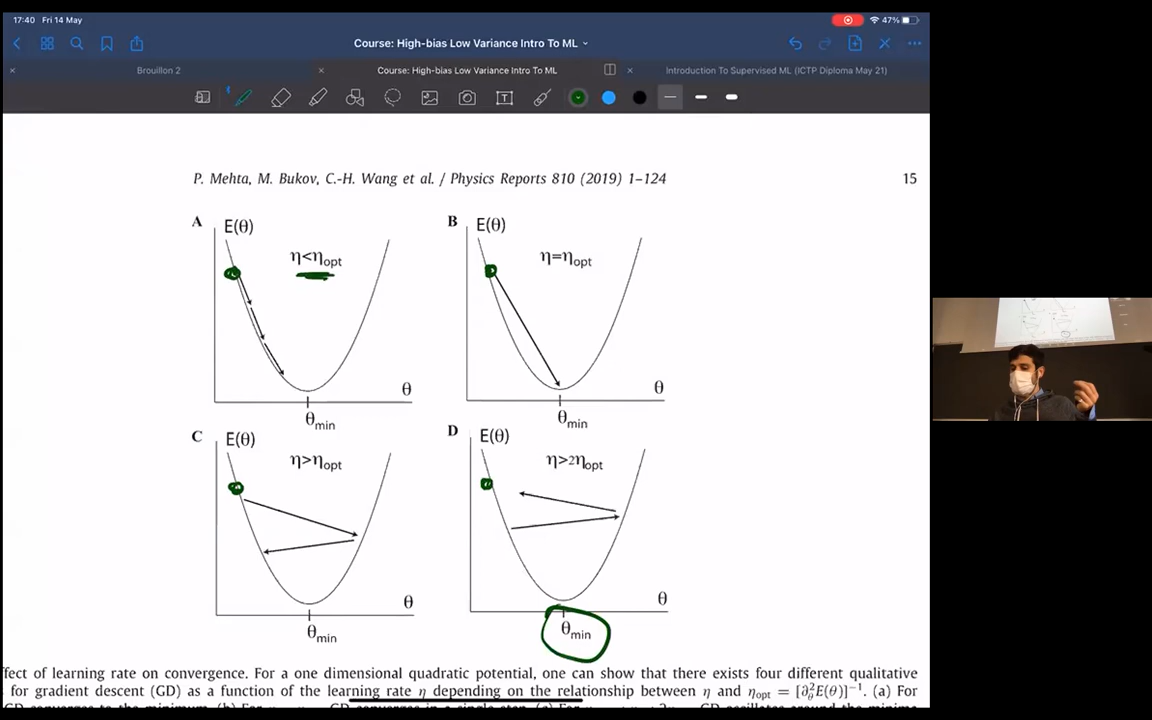 17:40 Fri 14 May
47%
Course: High-bias Low Variance Intro To ML
Brouillon 2
Course: High-bias Low Variance Intro To ML
Introduction To Supervised ML (ICTP Diploma May 21)
P. Mehta, M. Bukov, C.-H. Wang et al. / Physics Reports 810 (2019) 1–124
15
A E(θ) η<ηopt θ θmin
B E(θ) η=ηopt θ θmin
C E(θ) η>ηopt θ θmin
D E(θ) η>2ηopt θ θmin
ffect of learning rate on convergence. For a one dimensional quadratic potential, one can show that there exists four different qualitative
for gradient descent (GD) as a function of the learning rate η depending on the relationship between η and ηopt = [∂²θE(θ)]⁻¹. (a) For